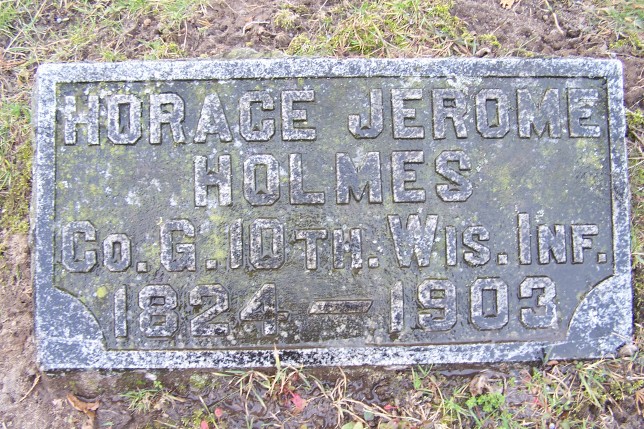 HORACE JEROME
HOLMES
CO. G. 10TH. WIS. INF.
1824 — 1903